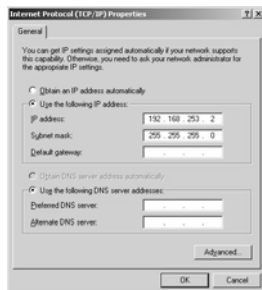 Internet Protocol (TCP/IP) Properties
General
You can get IP settings assigned automatically if your network supports
this capability. Otherwise, you need to ask your network administrator for
the appropriate IP settings.
Obtain an IP address automatically
Use the following IP address:
IP address: 192 . 168 . 253 . 2
Subnet mask: 255 . 255 . 255 . 0
Default gateway: . . .
Obtain DNS server address automatically
Use the following DNS server addresses:
Preferred DNS server: . . .
Alternate DNS server: . . .
Advanced...
OK Cancel